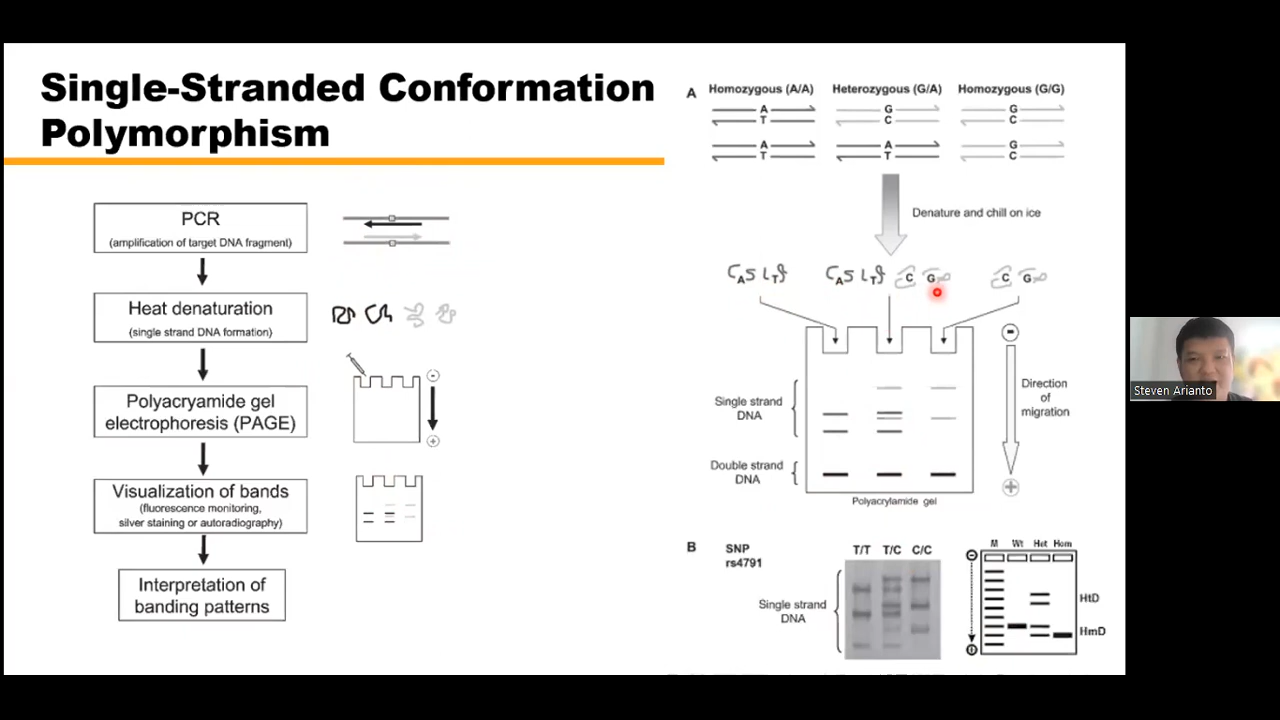 Single-Stranded Conformation
Polymorphism
PCR
(amplification of target DNA fragment)
Heat denaturation
(single strand DNA formation)
Polyacryamide gel
electrophoresis (PAGE)
Visualization of bands
(fluorescence monitoring,
silver staining or autoradiography)
Interpretation of
banding patterns
- 
+
A
Homozygous (A/A) Heterozygous (G/A) Homozygous (G/G)
A G G
T C C
A A G
T T C
Denature and chill on ice
A T A T C G C G
Single strand
DNA
Double strand
DNA
Polyacrylamide gel
-
Direction
of
migration
+
B
SNP
rs4791
T/T T/C C/C
Single strand
DNA
M Wt Het Hom
HtD
HmD
Steven Arianto